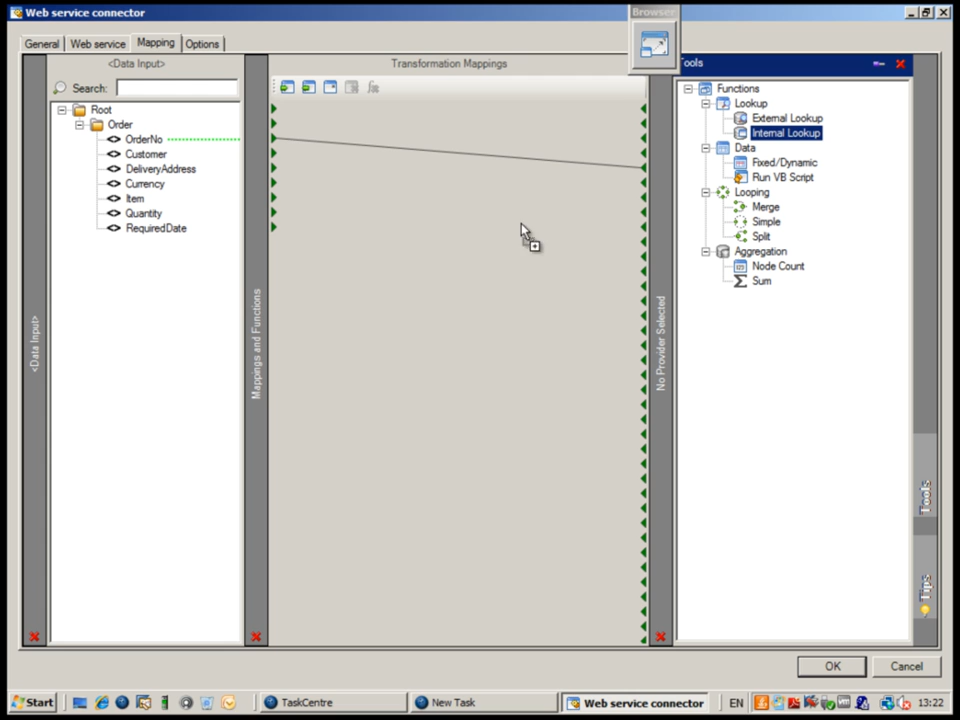 Web service connector
Browser
General
Web service
Mapping
Options
<Data Input>
Search:
Root
Order
OrderNo
Customer
DeliveryAddress
Currency
Item
Quantity
RequiredDate
<Data Input>
Mappings and Functions
Transformation Mappings
No Provider Selected
Tools
Functions
Lookup
External Lookup
Internal Lookup
Data
Fixed/Dynamic
Run VB Script
Looping
Merge
Simple
Split
Aggregation
Node Count
Sum
Tools
Tips
OK
Cancel
Start
TaskCentre
New Task
Web service connector
EN
13:22